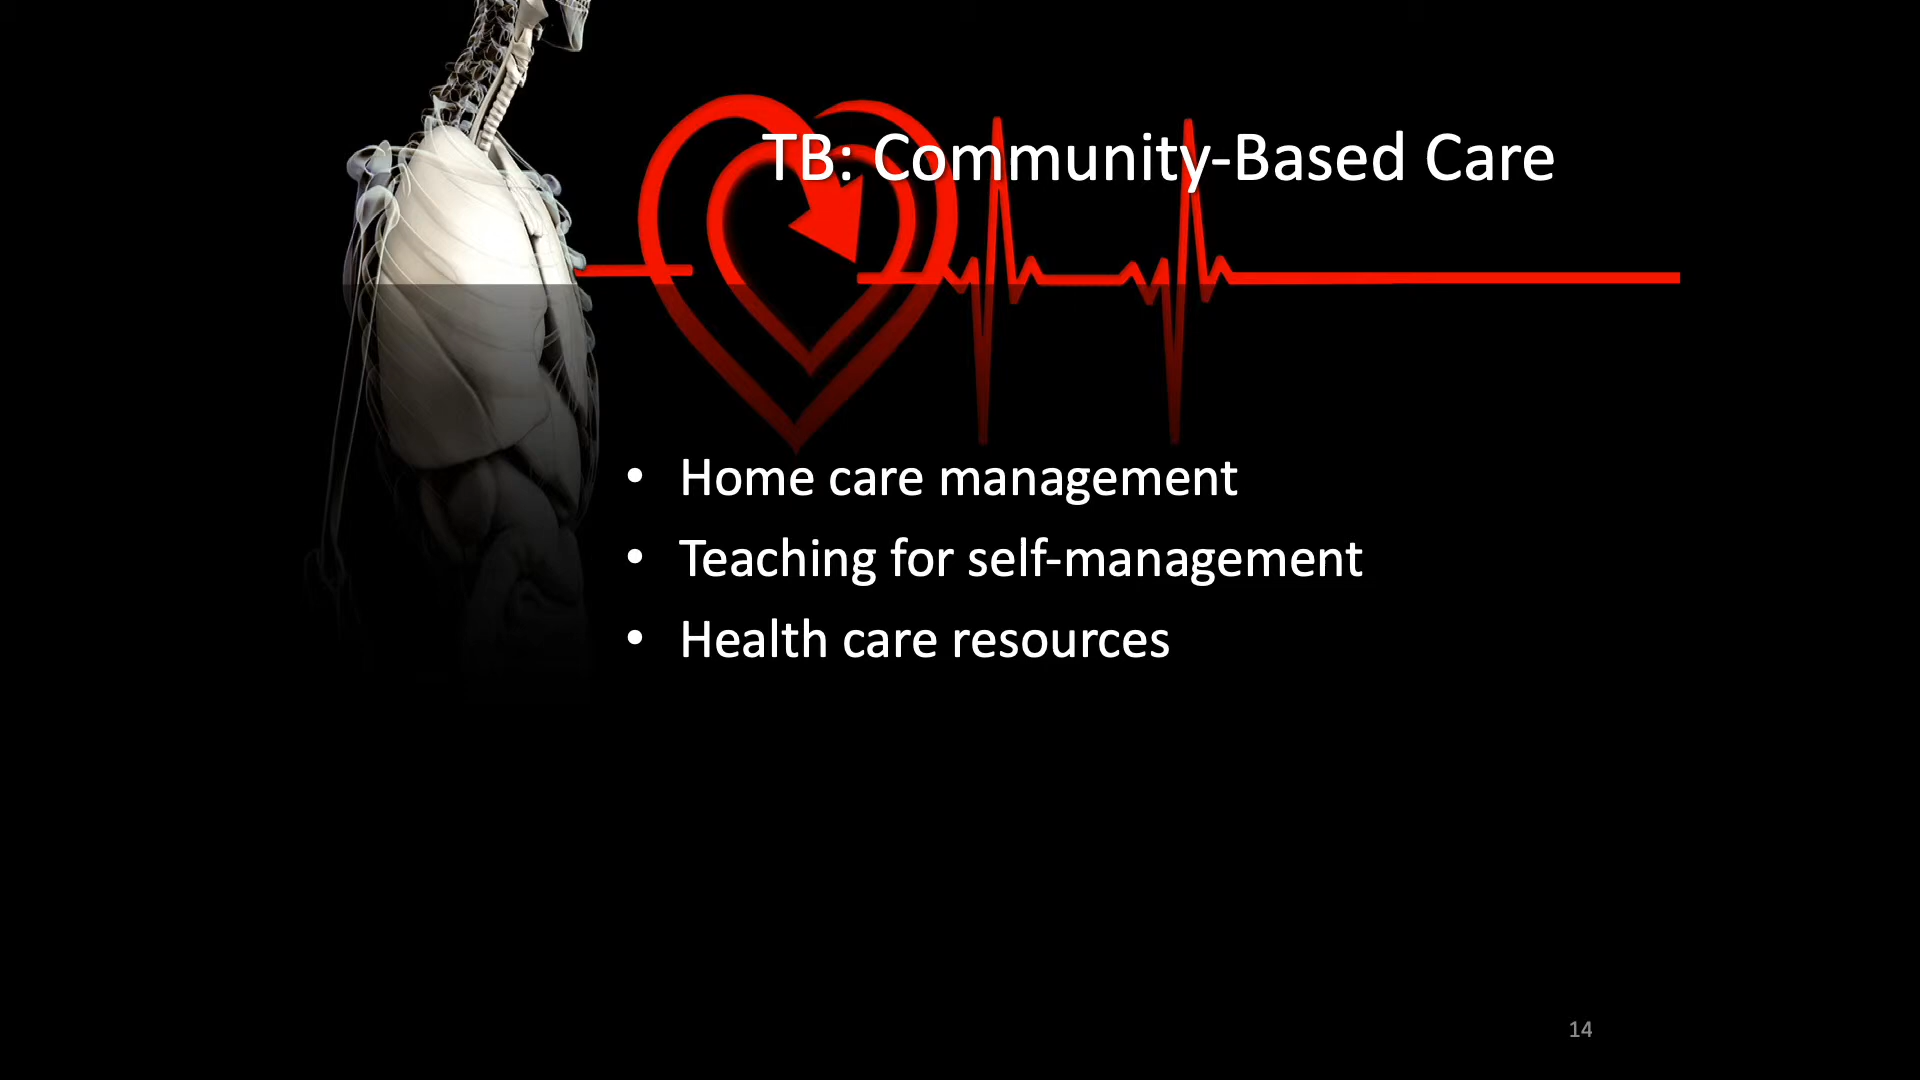 TB: Community-Based Care
• Home care management
• Teaching for self-management
• Health care resources
14